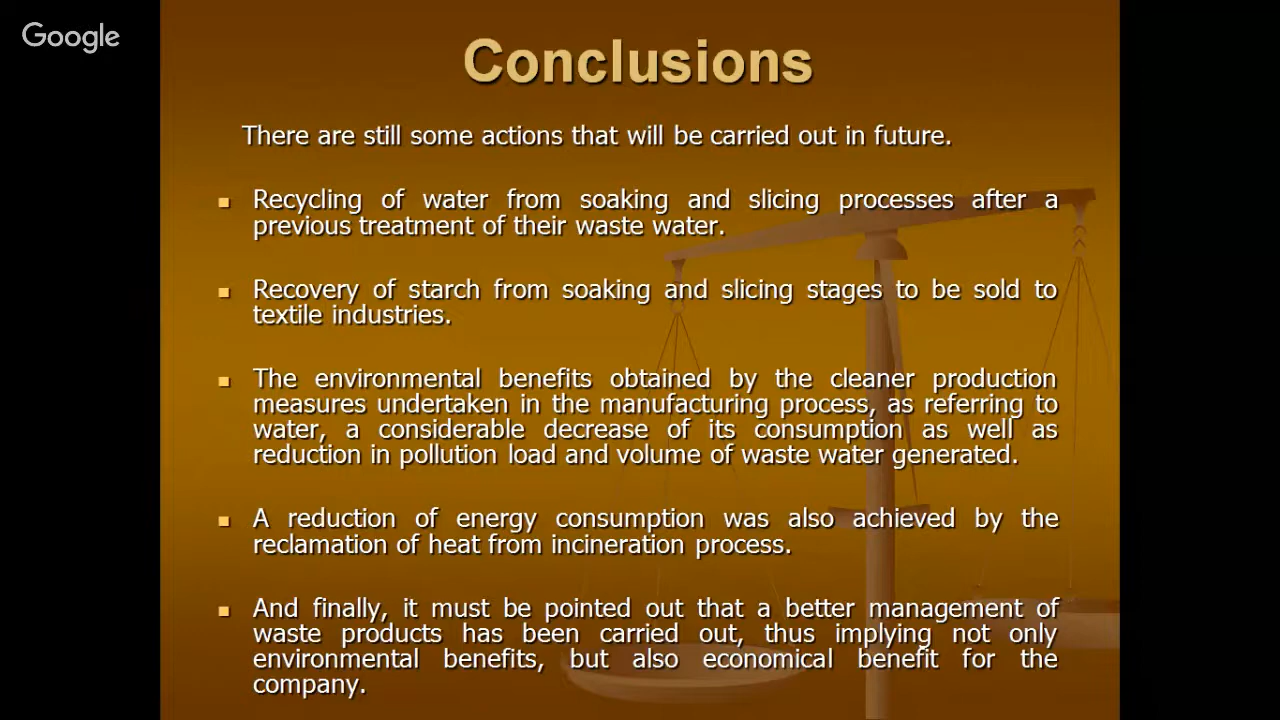 Google
Conclusions
There are still some actions that will be carried out in future.
▪ Recycling of water from soaking and slicing processes after a
previous treatment of their waste water.
▪ Recovery of starch from soaking and slicing stages to be sold to
textile industries.
▪ The environmental benefits obtained by the cleaner production
measures undertaken in the manufacturing process, as referring to
water, a considerable decrease of its consumption as well as
reduction in pollution load and volume of waste water generated.
▪ A reduction of energy consumption was also achieved by the
reclamation of heat from incineration process.
▪ And finally, it must be pointed out that a better management of
waste products has been carried out, thus implying not only
environmental benefits, but also economical benefit for the
company.